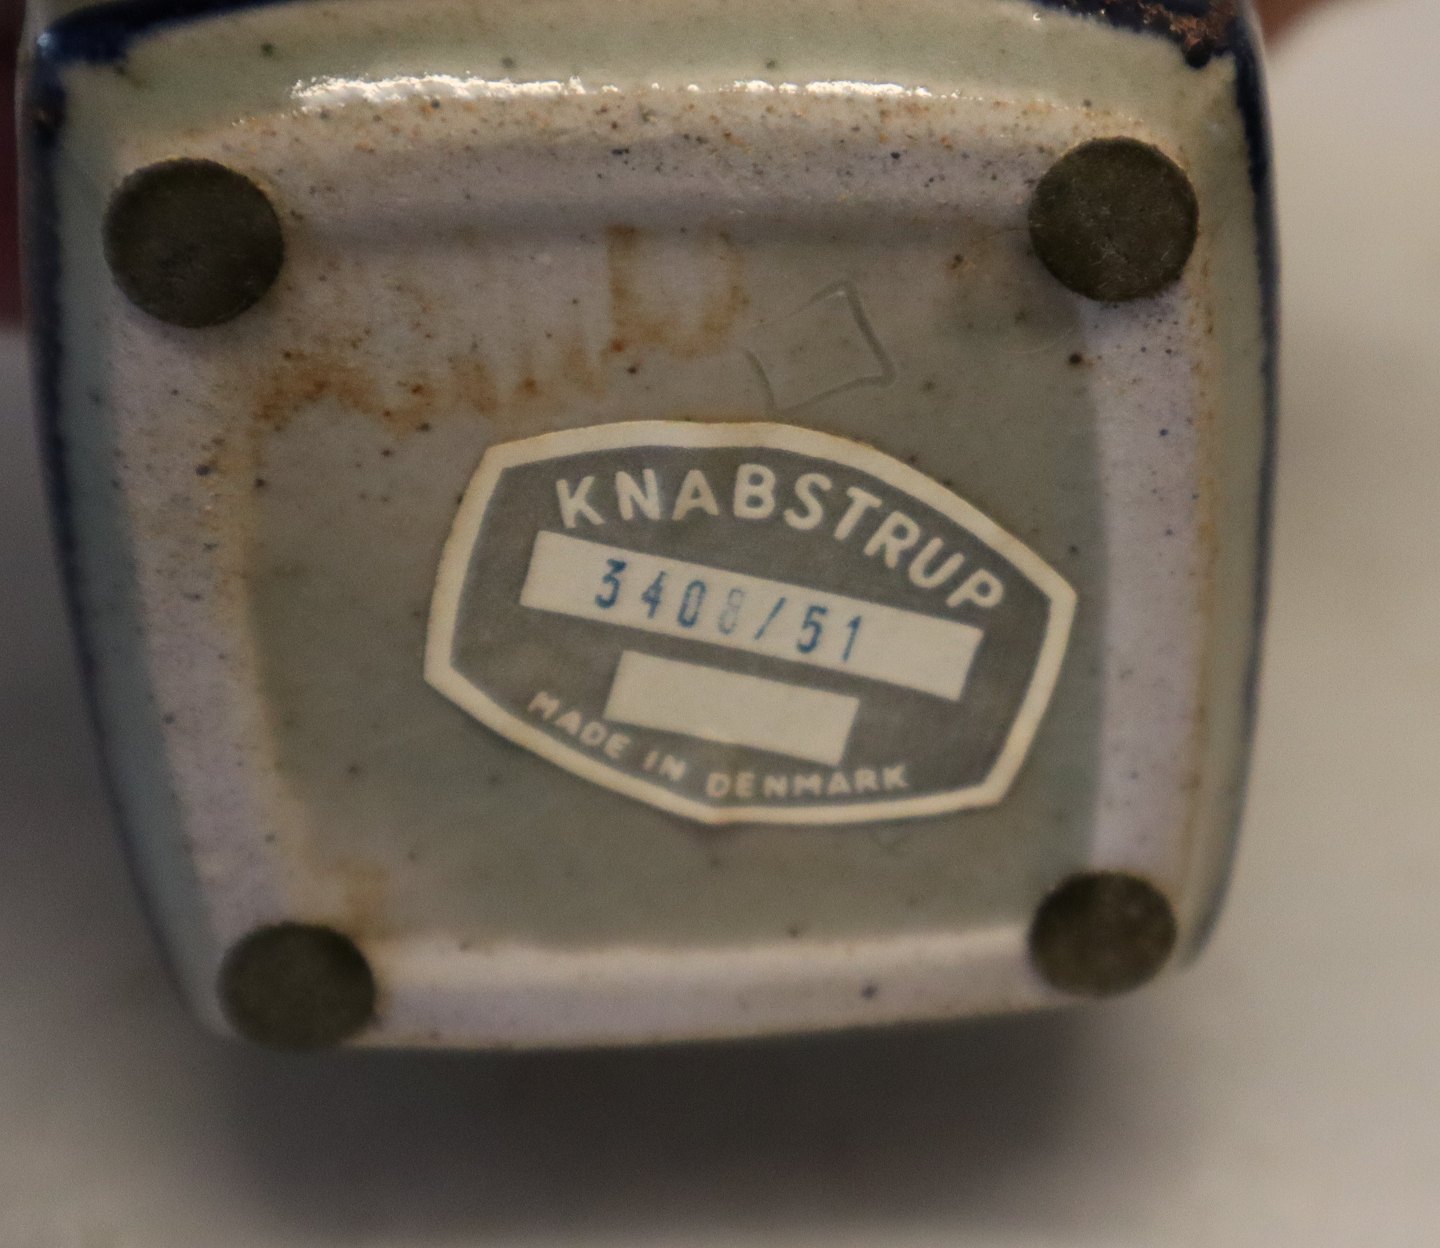 KNABSTRUP
3408/51
MADE IN DENMARK